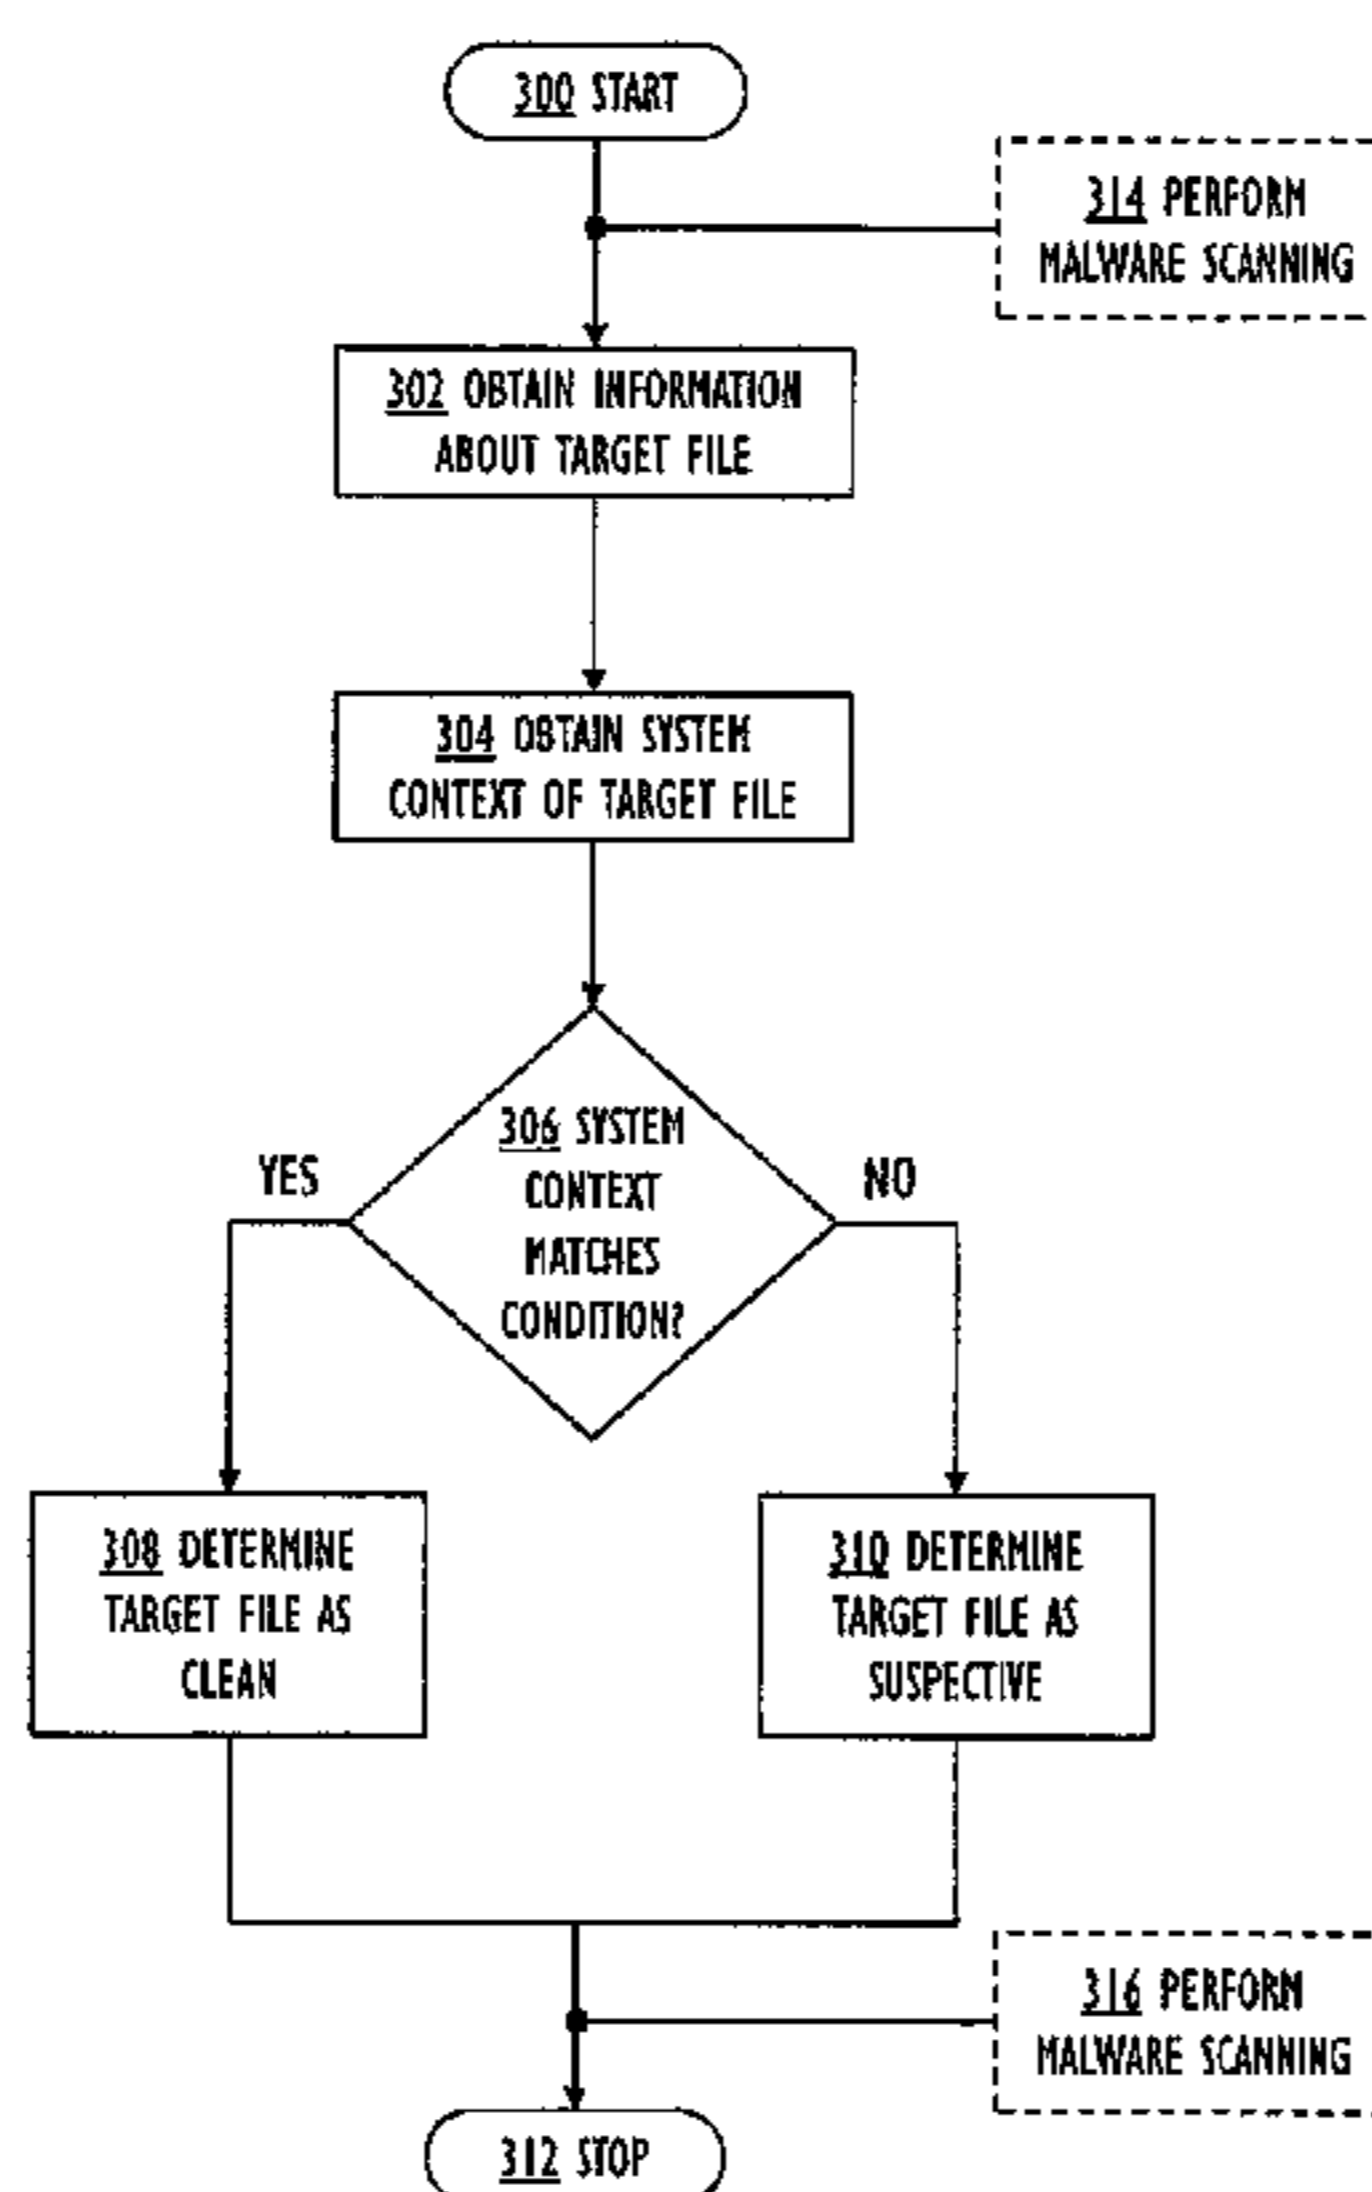 300 START
314 PERFORM
MALWARE SCANNING
302 OBTAIN INFORMATION
ABOUT TARGET FILE
304 OBTAIN SYSTEM
CONTEXT OF TARGET FILE
306 SYSTEM
CONTEXT
MATCHES
CONDITION?
YES
NO
308 DETERMINE
TARGET FILE AS
CLEAN
310 DETERMINE
TARGET FILE AS
SUSPECTIVE
316 PERFORM
MALWARE SCANNING
312 STOP